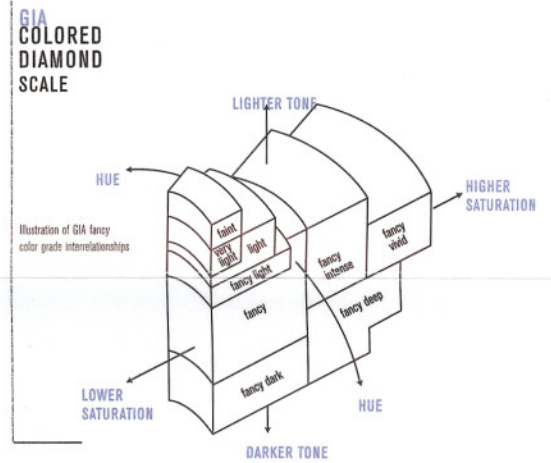 GIA
COLORED
DIAMOND
SCALE
LIGHTER TONE
HUE
HIGHER
SATURATION
Illustration of GIA fancy
color grade interrelationships
faint
very
light
light
fancy light
fancy
fancy
intense
fancy
vivid
fancy deep
fancy dark
LOWER
SATURATION
HUE
DARKER TONE